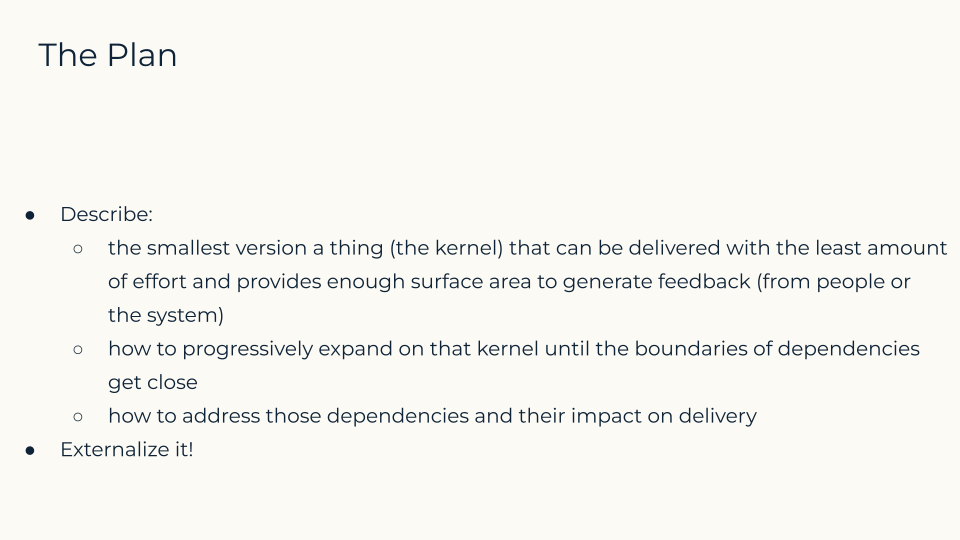 The Plan
● Describe:
○ the smallest version a thing (the kernel) that can be delivered with the least amount
of effort and provides enough surface area to generate feedback (from people or
the system)
○ how to progressively expand on that kernel until the boundaries of dependencies
get close
○ how to address those dependencies and their impact on delivery
● Externalize it!